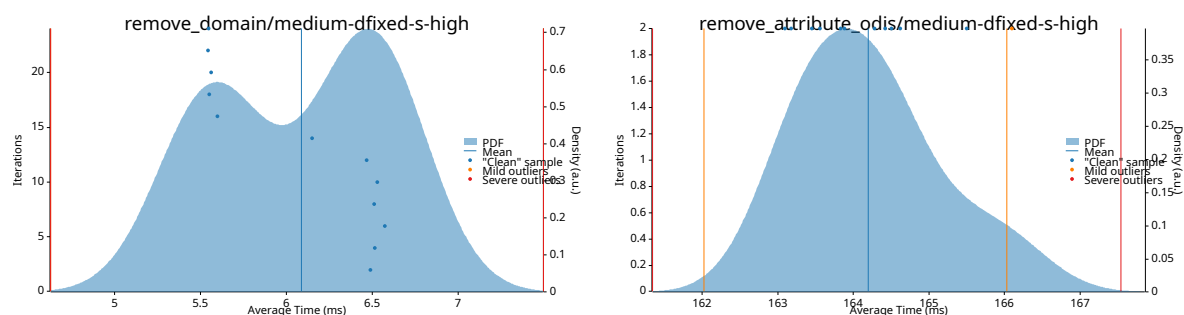 remove_domain/medium-dfixed-s-high
Iterations
20
15
10
5
0
5
5.5
6
6.5
7
Average Time (ms)
0.7
0.6
0.5
0.4
0.3
0.2
0.1
0
Density (a.u.)
PDF
Mean
"Clean" sample
Mild outliers
Severe outliers
remove_attribute_odis/medium-dfixed-s-high
Iterations
2
1.8
1.6
1.4
1.2
1
0.8
0.6
0.4
0.2
0
162
163
164
165
166
167
Average Time (ms)
0.35
0.3
0.25
0.2
0.15
0.1
0.05
0
Density (a.u.)
PDF
Mean
"Clean" sample
Mild outliers
Severe outliers